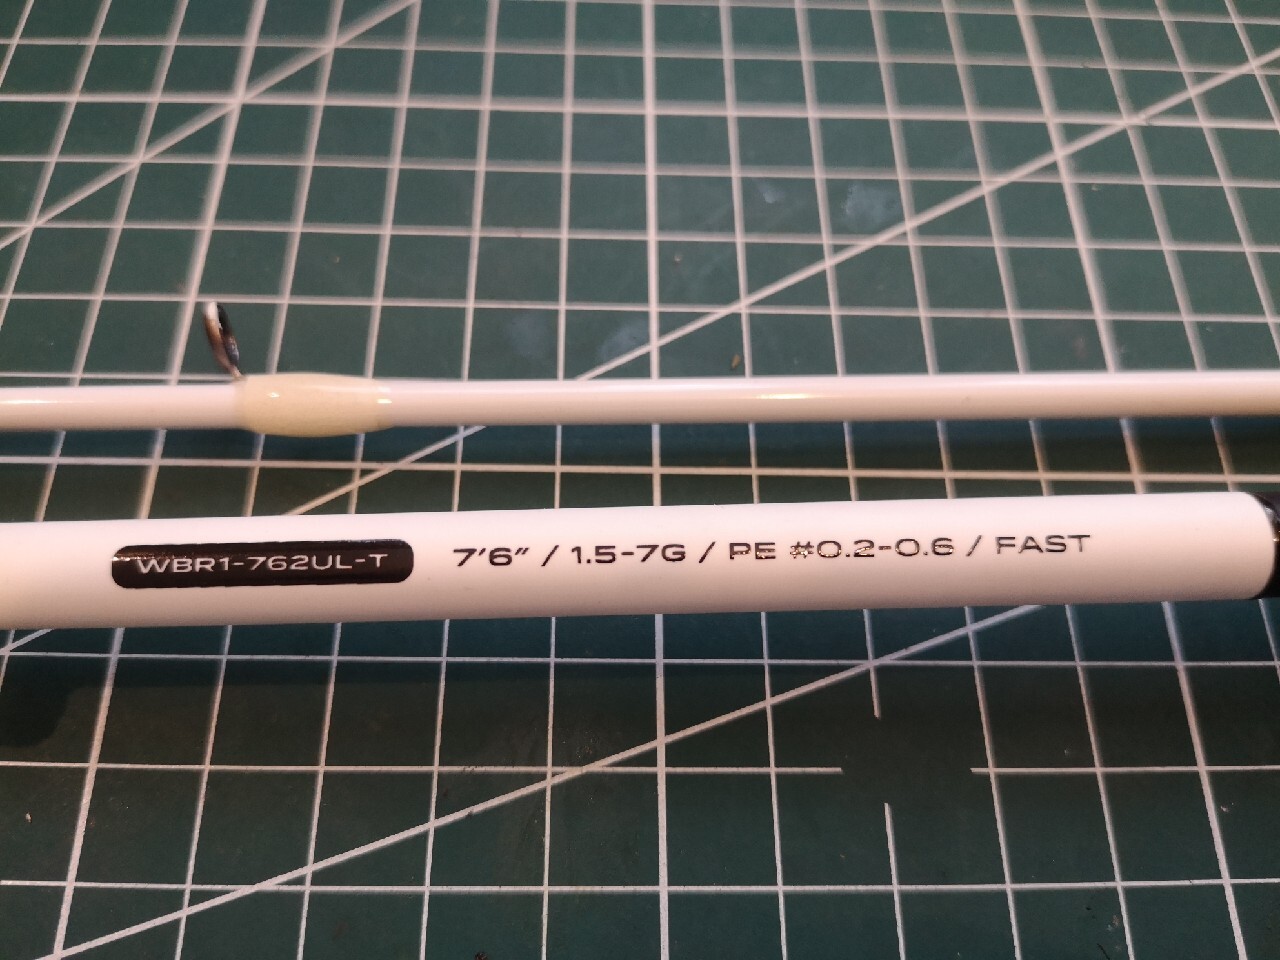 WBR1-762UL-T 7'6" / 1.5-7G / PE #0.2-0.6 / FAST